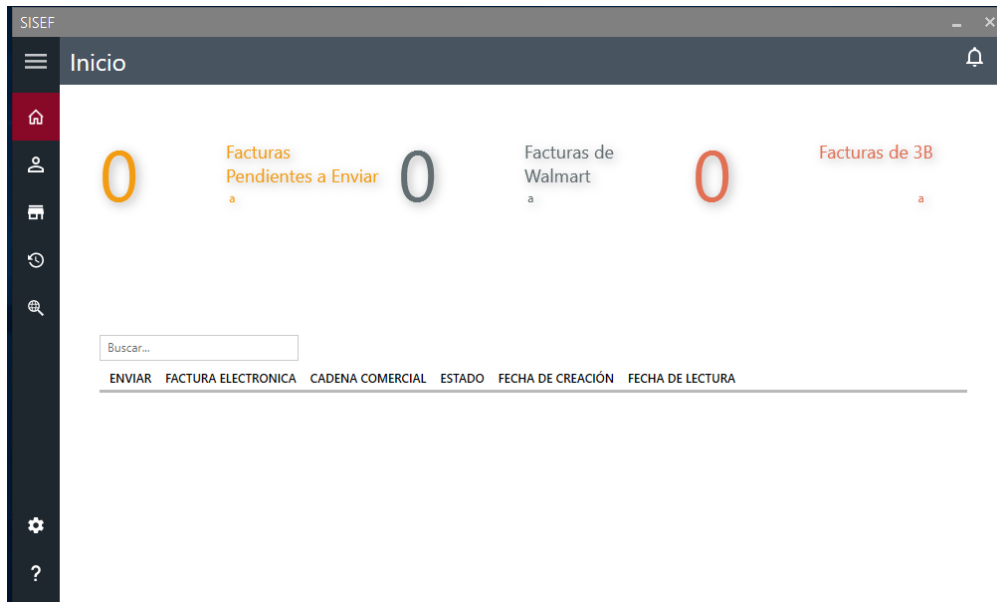 SISEF
Inicio
0
Facturas
Pendientes a Enviar
a
0
Facturas de
Walmart
a
0
Facturas de 3B
a
Buscar...
ENVIAR FACTURA ELECTRONICA CADENA COMERCIAL ESTADO FECHA DE CREACIÓN FECHA DE LECTURA
?